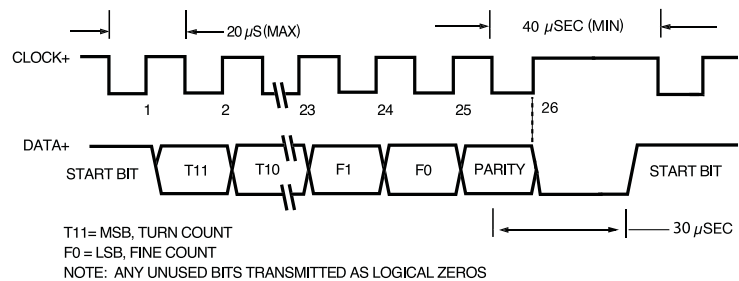 20 µS(MAX)
40 µSEC (MIN)
CLOCK+
1 2 23 24 25 26
DATA+
START BIT T11 T10 F1 F0 PARITY START BIT
30 µSEC
T11= MSB, TURN COUNT
F0 = LSB, FINE COUNT
NOTE: ANY UNUSED BITS TRANSMITTED AS LOGICAL ZEROS